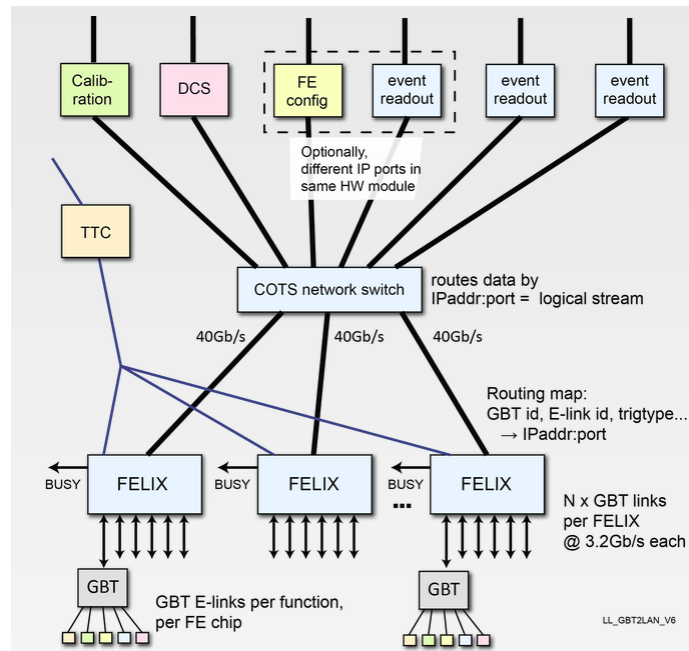 Calib-
ration
DCS
FE
config
event
readout
event
readout
event
readout
Optionally,
different IP ports in
same HW module
TTC
COTS network switch
routes data by
IPaddr:port = logical stream
40Gb/s
40Gb/s
40Gb/s
Routing map:
GBT id, E-link id, trigtype...
→ IPaddr:port
BUSY
FELIX
BUSY
FELIX
BUSY
...
FELIX
N x GBT links
per FELIX
@ 3.2Gb/s each
GBT
GBT
GBT E-links per function,
per FE chip
LL_GBT2LAN_V6